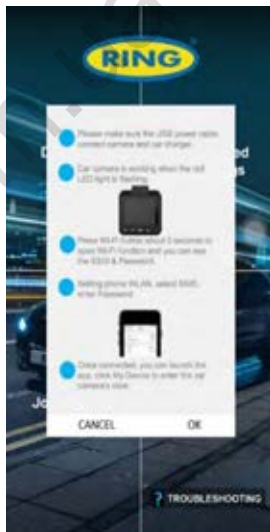 RING
Please make sure the USB power cable
connect camera and car charger.
Car camera is working when the red
LED light is flashing.
Press Wi-Fi button about 3 seconds to
open Wi-Fi function and you can see
the SSID & Password.
Setting phone WLAN, select SSID,
enter Password
Once connected, you can launch the
app, click My Device to enter the car
camera's
CANCEL
OK
Jo
? TROUBLESHOOTING